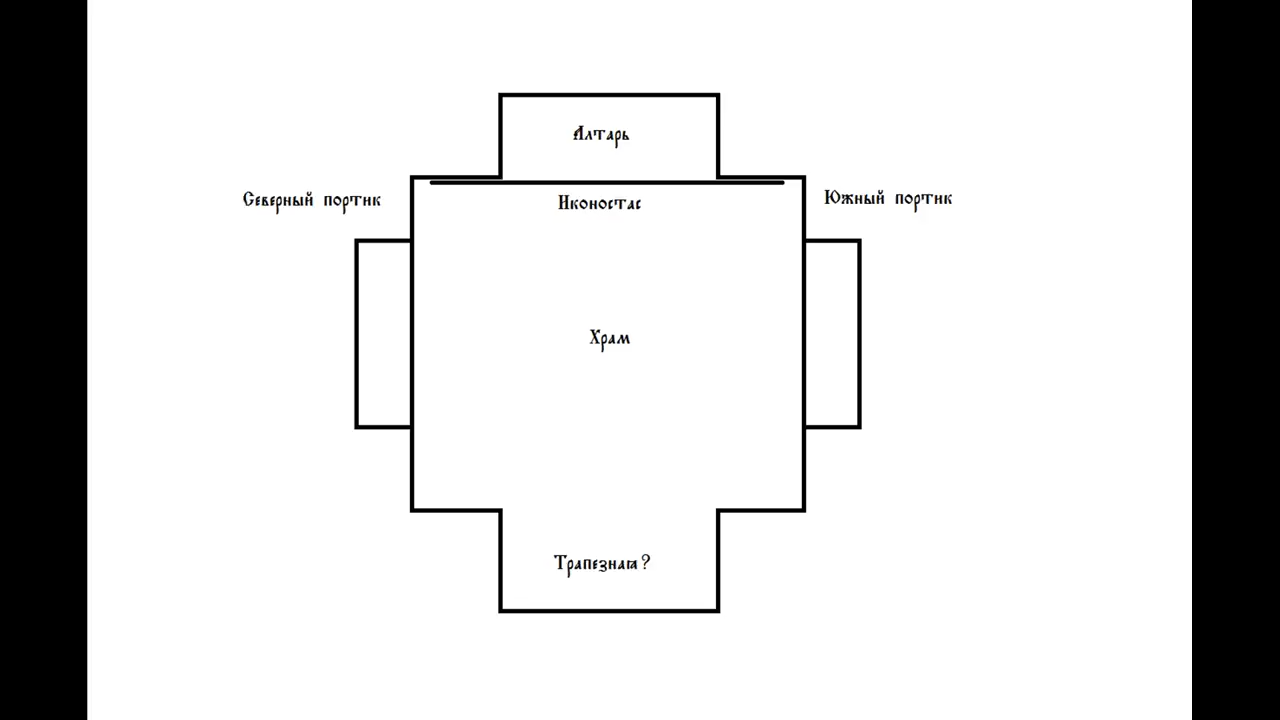 Алтарь
Северный портик
Иконостас
Южный портик
Храм
Трапезная?